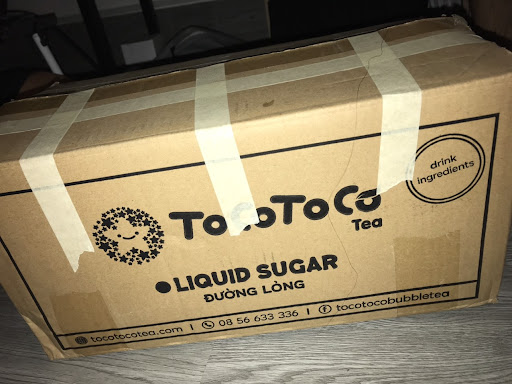 drink
ingredients
ToCoToCo
Tea
LIQUID SUGAR
ĐƯỜNG LỎNG
tocotocotea.com | 08 56 633 336 | tocotocobubbletea